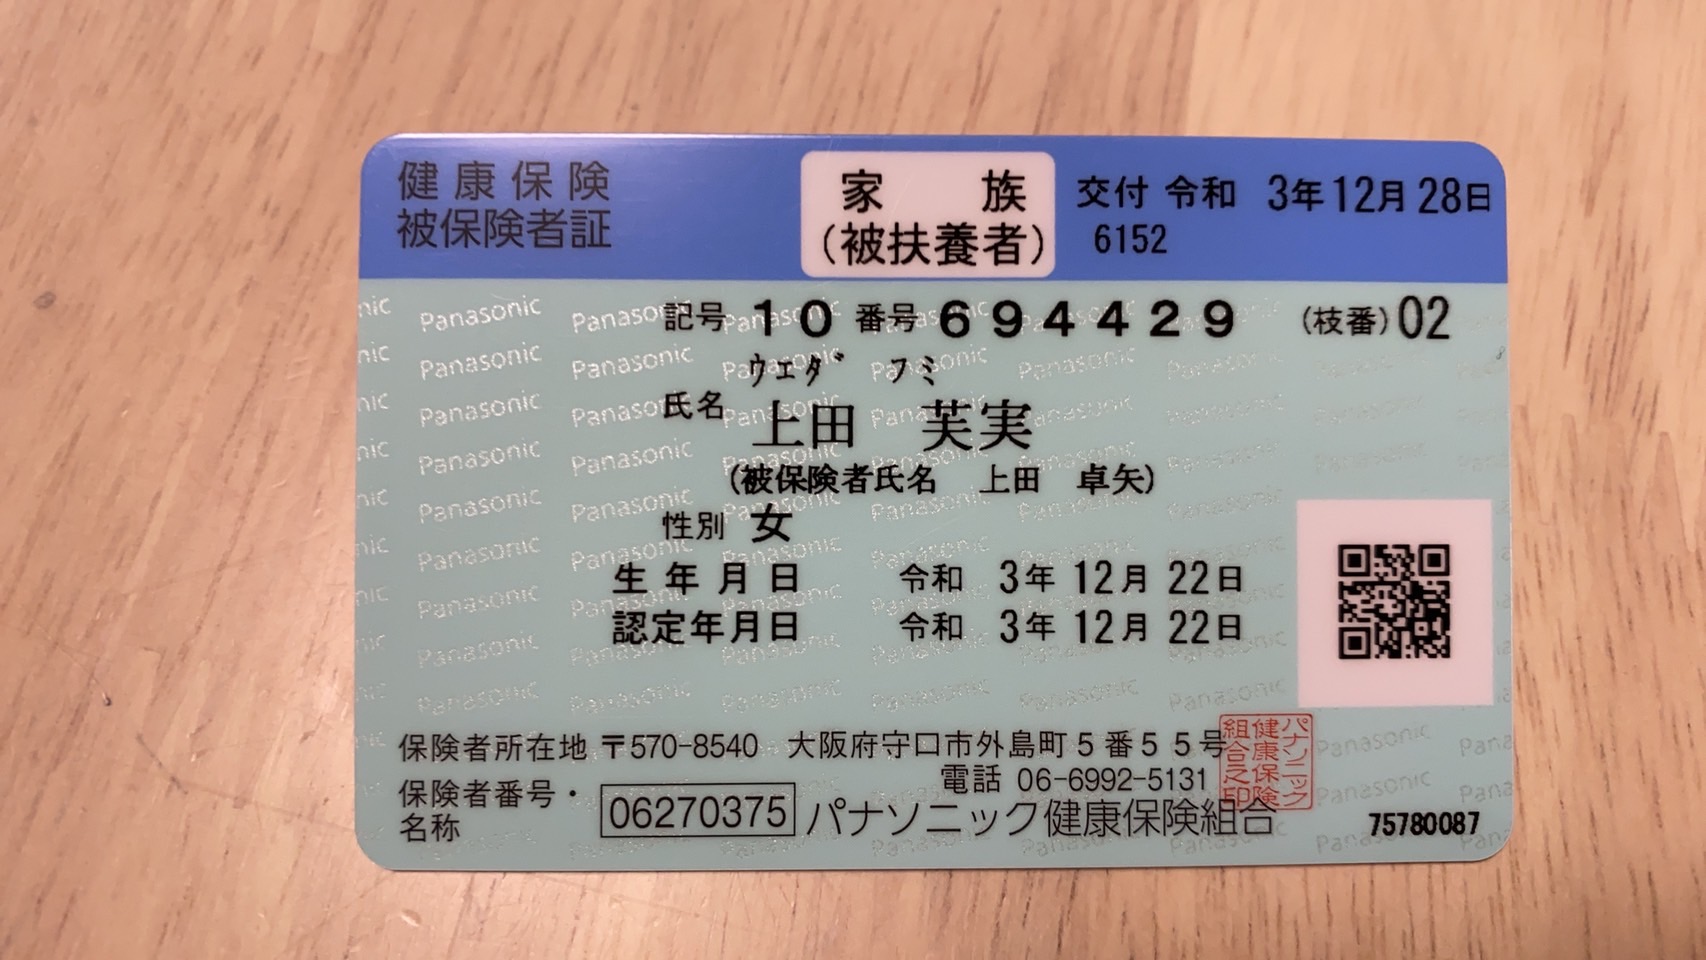 健康保険
被保険者証
家 族
(被扶養者)
交付 令和 3年12月28日
6152
記号 10 番号 694429 (枝番)02
ｳｴﾀﾞ ﾌﾐ
氏名 上田 芙実
(被保険者氏名 上田 卓矢)
性別 女
生年月日 令和 3年 12月 22日
認定年月日 令和 3年 12月 22日
保険者所在地 〒570-8540 大阪府守口市外島町5番55号
電話 06-6992-5131
保険者番号・名称 06270375 パナソニック健康保険組合
パナソニック健康保険組合之印
75780087
Panasonic